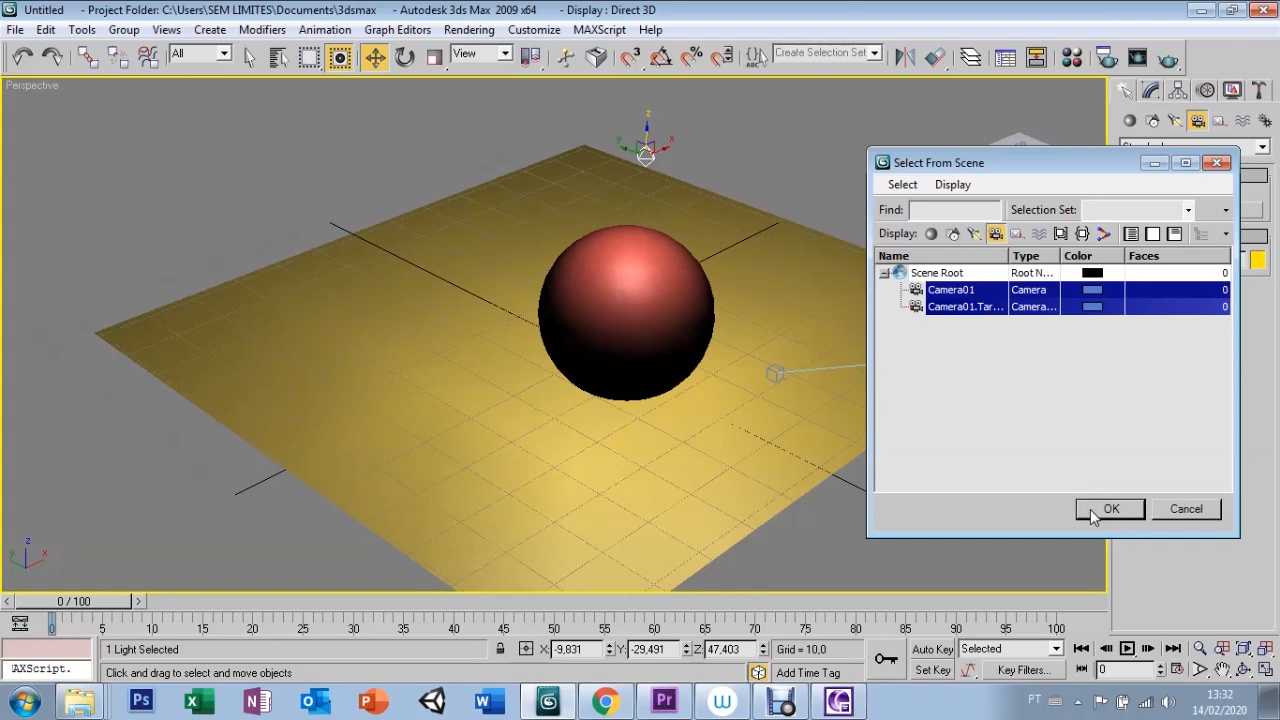 Untitled - Project Folder: C:\Users\SEM LIMITES\Documents\3dsmax - Autodesk 3ds Max 2009 x64 - Display : Direct 3D
File Edit Tools Group Views Create Modifiers Animation Graph Editors Rendering Customize MAXScript Help
All View 3 Create Selection Set
Perspective
z
y x
Select From Scene
Select Display
Find: Selection Set:
Display:
Name Type Color Faces
Scene Root Root N... 0
Camera01 Camera 0
Camera01.Tar... Camera... 0
OK Cancel
z
y x
0 / 100
0 5 10 15 20 25 30 35 40 45 50 55 60 65 70 75 80 85 90 95 100
1 Light Selected X: -9,831 Y: -29,491 Z: 47,403 Grid = 10,0 Auto Key Selected
AXScript. Click and drag to select and move objects Add Time Tag Set Key Key Filters... 0
PT 13:32
14/02/2020